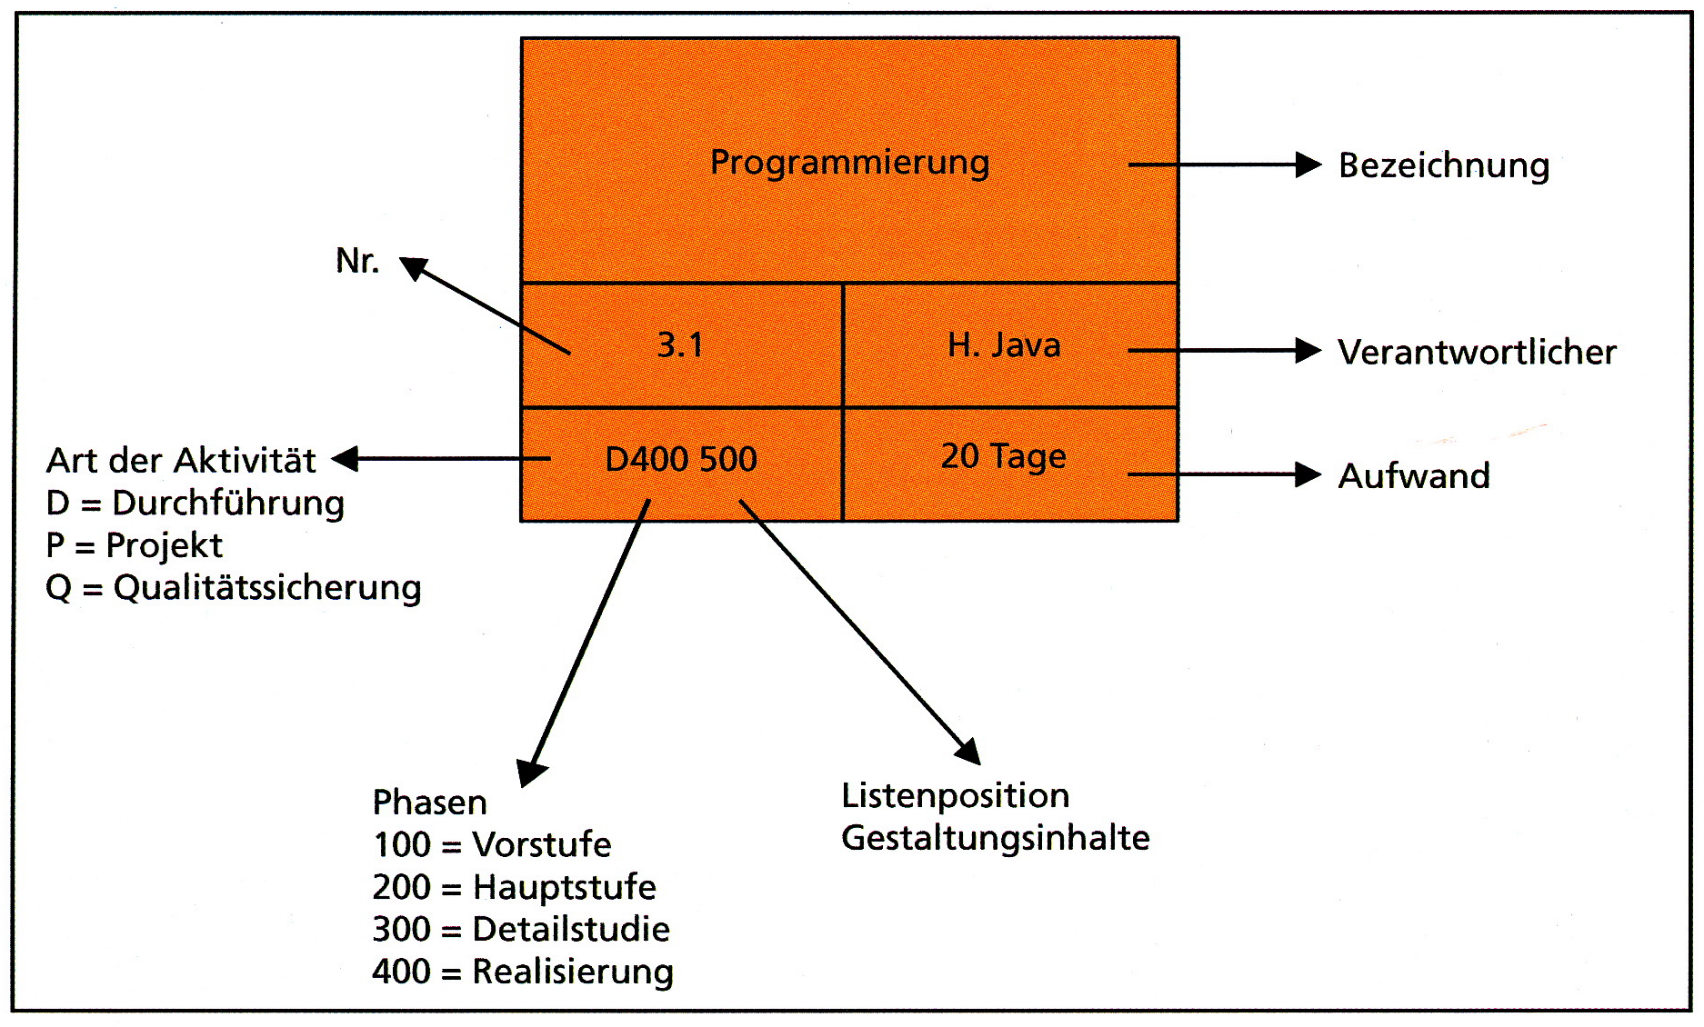 Programmierung
Bezeichnung
Nr.
3.1
H. Java
Verantwortlicher
Art der Aktivität
D = Durchführung
P = Projekt
Q = Qualitätssicherung
D400 500
20 Tage
Aufwand
Phasen
100 = Vorstufe
200 = Hauptstufe
300 = Detailstudie
400 = Realisierung
Listenposition
Gestaltungsinhalte